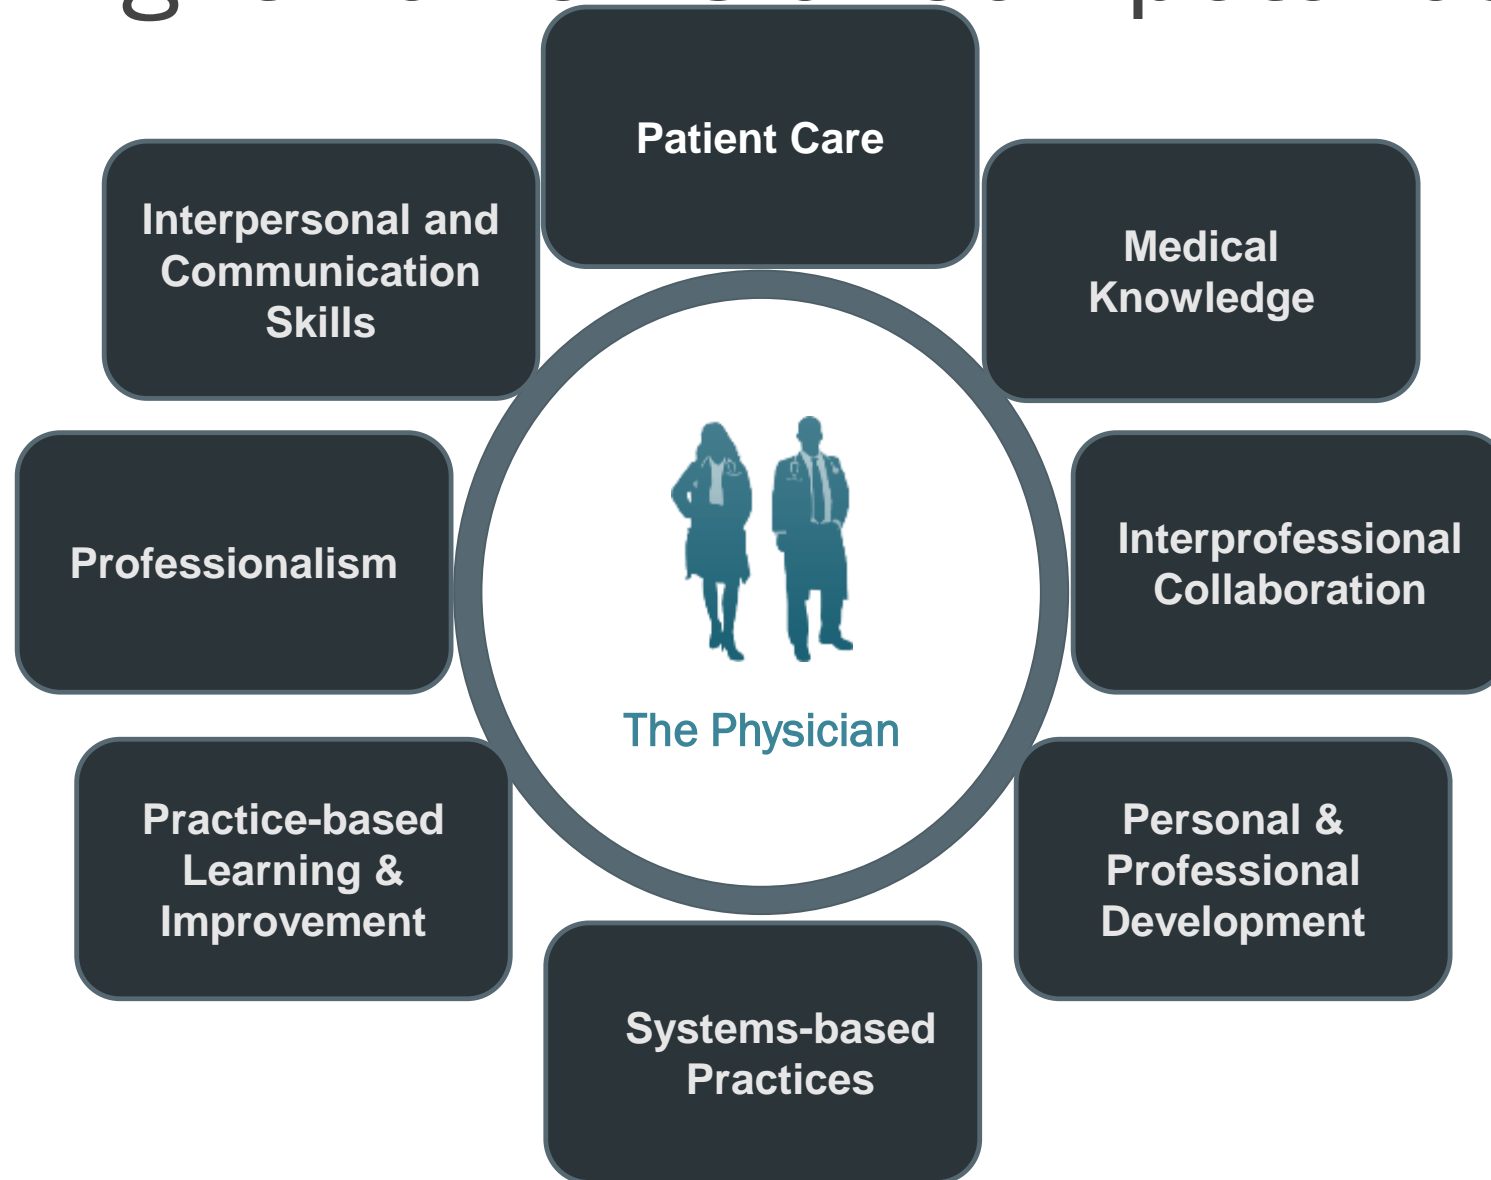 Patient Care
Interpersonal and
Communication
Skills
Medical
Knowledge
Professionalism
Interprofessional
Collaboration
The Physician
Practice-based
Learning &
Improvement
Personal &
Professional
Development
Systems-based
Practices